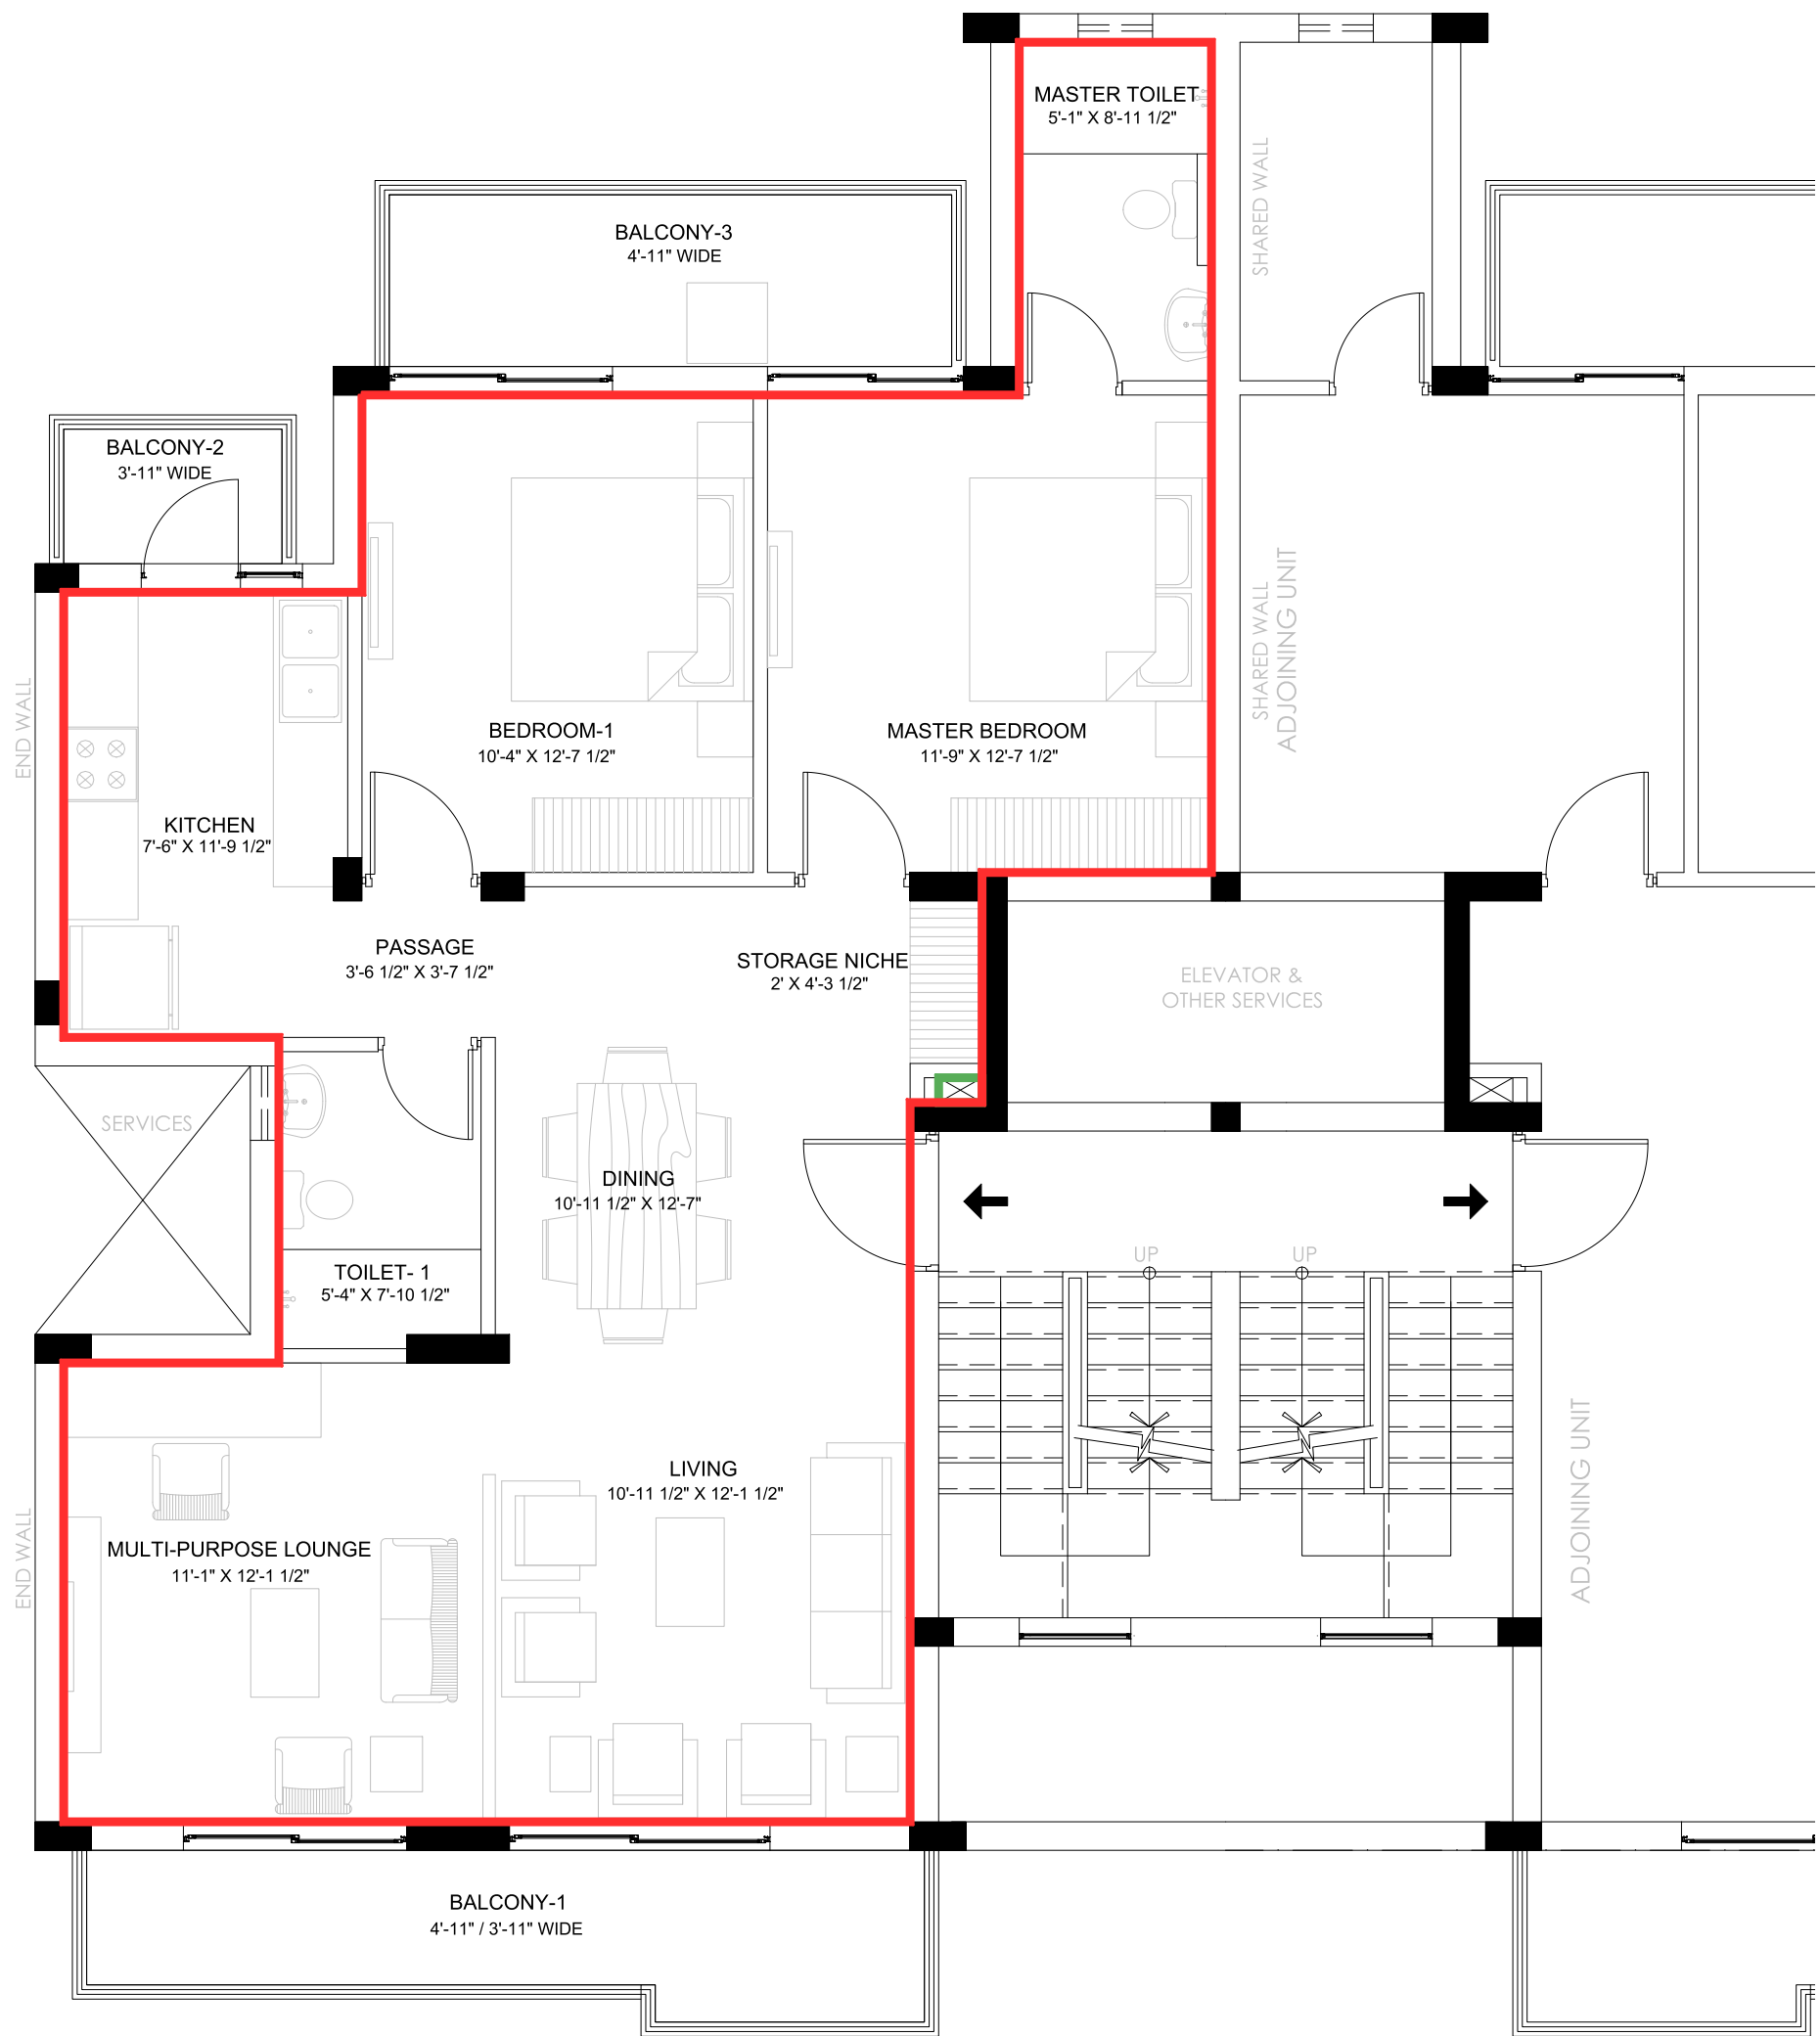 MASTER TOILET
5'-1" X 8'-11 1/2"
SHARED WALL
BALCONY-3
4'-11" WIDE
BALCONY-2
3'-11" WIDE
END WALL
SHARED WALL
ADJOINING UNIT
BEDROOM-1
10'-4" X 12'-7 1/2"
MASTER BEDROOM
11'-9" X 12'-7 1/2"
KITCHEN
7'-6" X 11'-9 1/2"
PASSAGE
3'-6 1/2" X 3'-7 1/2"
STORAGE NICHE
2' X 4'-3 1/2"
ELEVATOR &
OTHER SERVICES
SERVICES
DINING
10'-11 1/2" X 12'-7"
UP
UP
TOILET- 1
5'-4" X 7'-10 1/2"
LIVING
10'-11 1/2" X 12'-1 1/2"
ADJOINING UNIT
END WALL
MULTI-PURPOSE LOUNGE
11'-1" X 12'-1 1/2"
BALCONY-1
4'-11" / 3'-11" WIDE